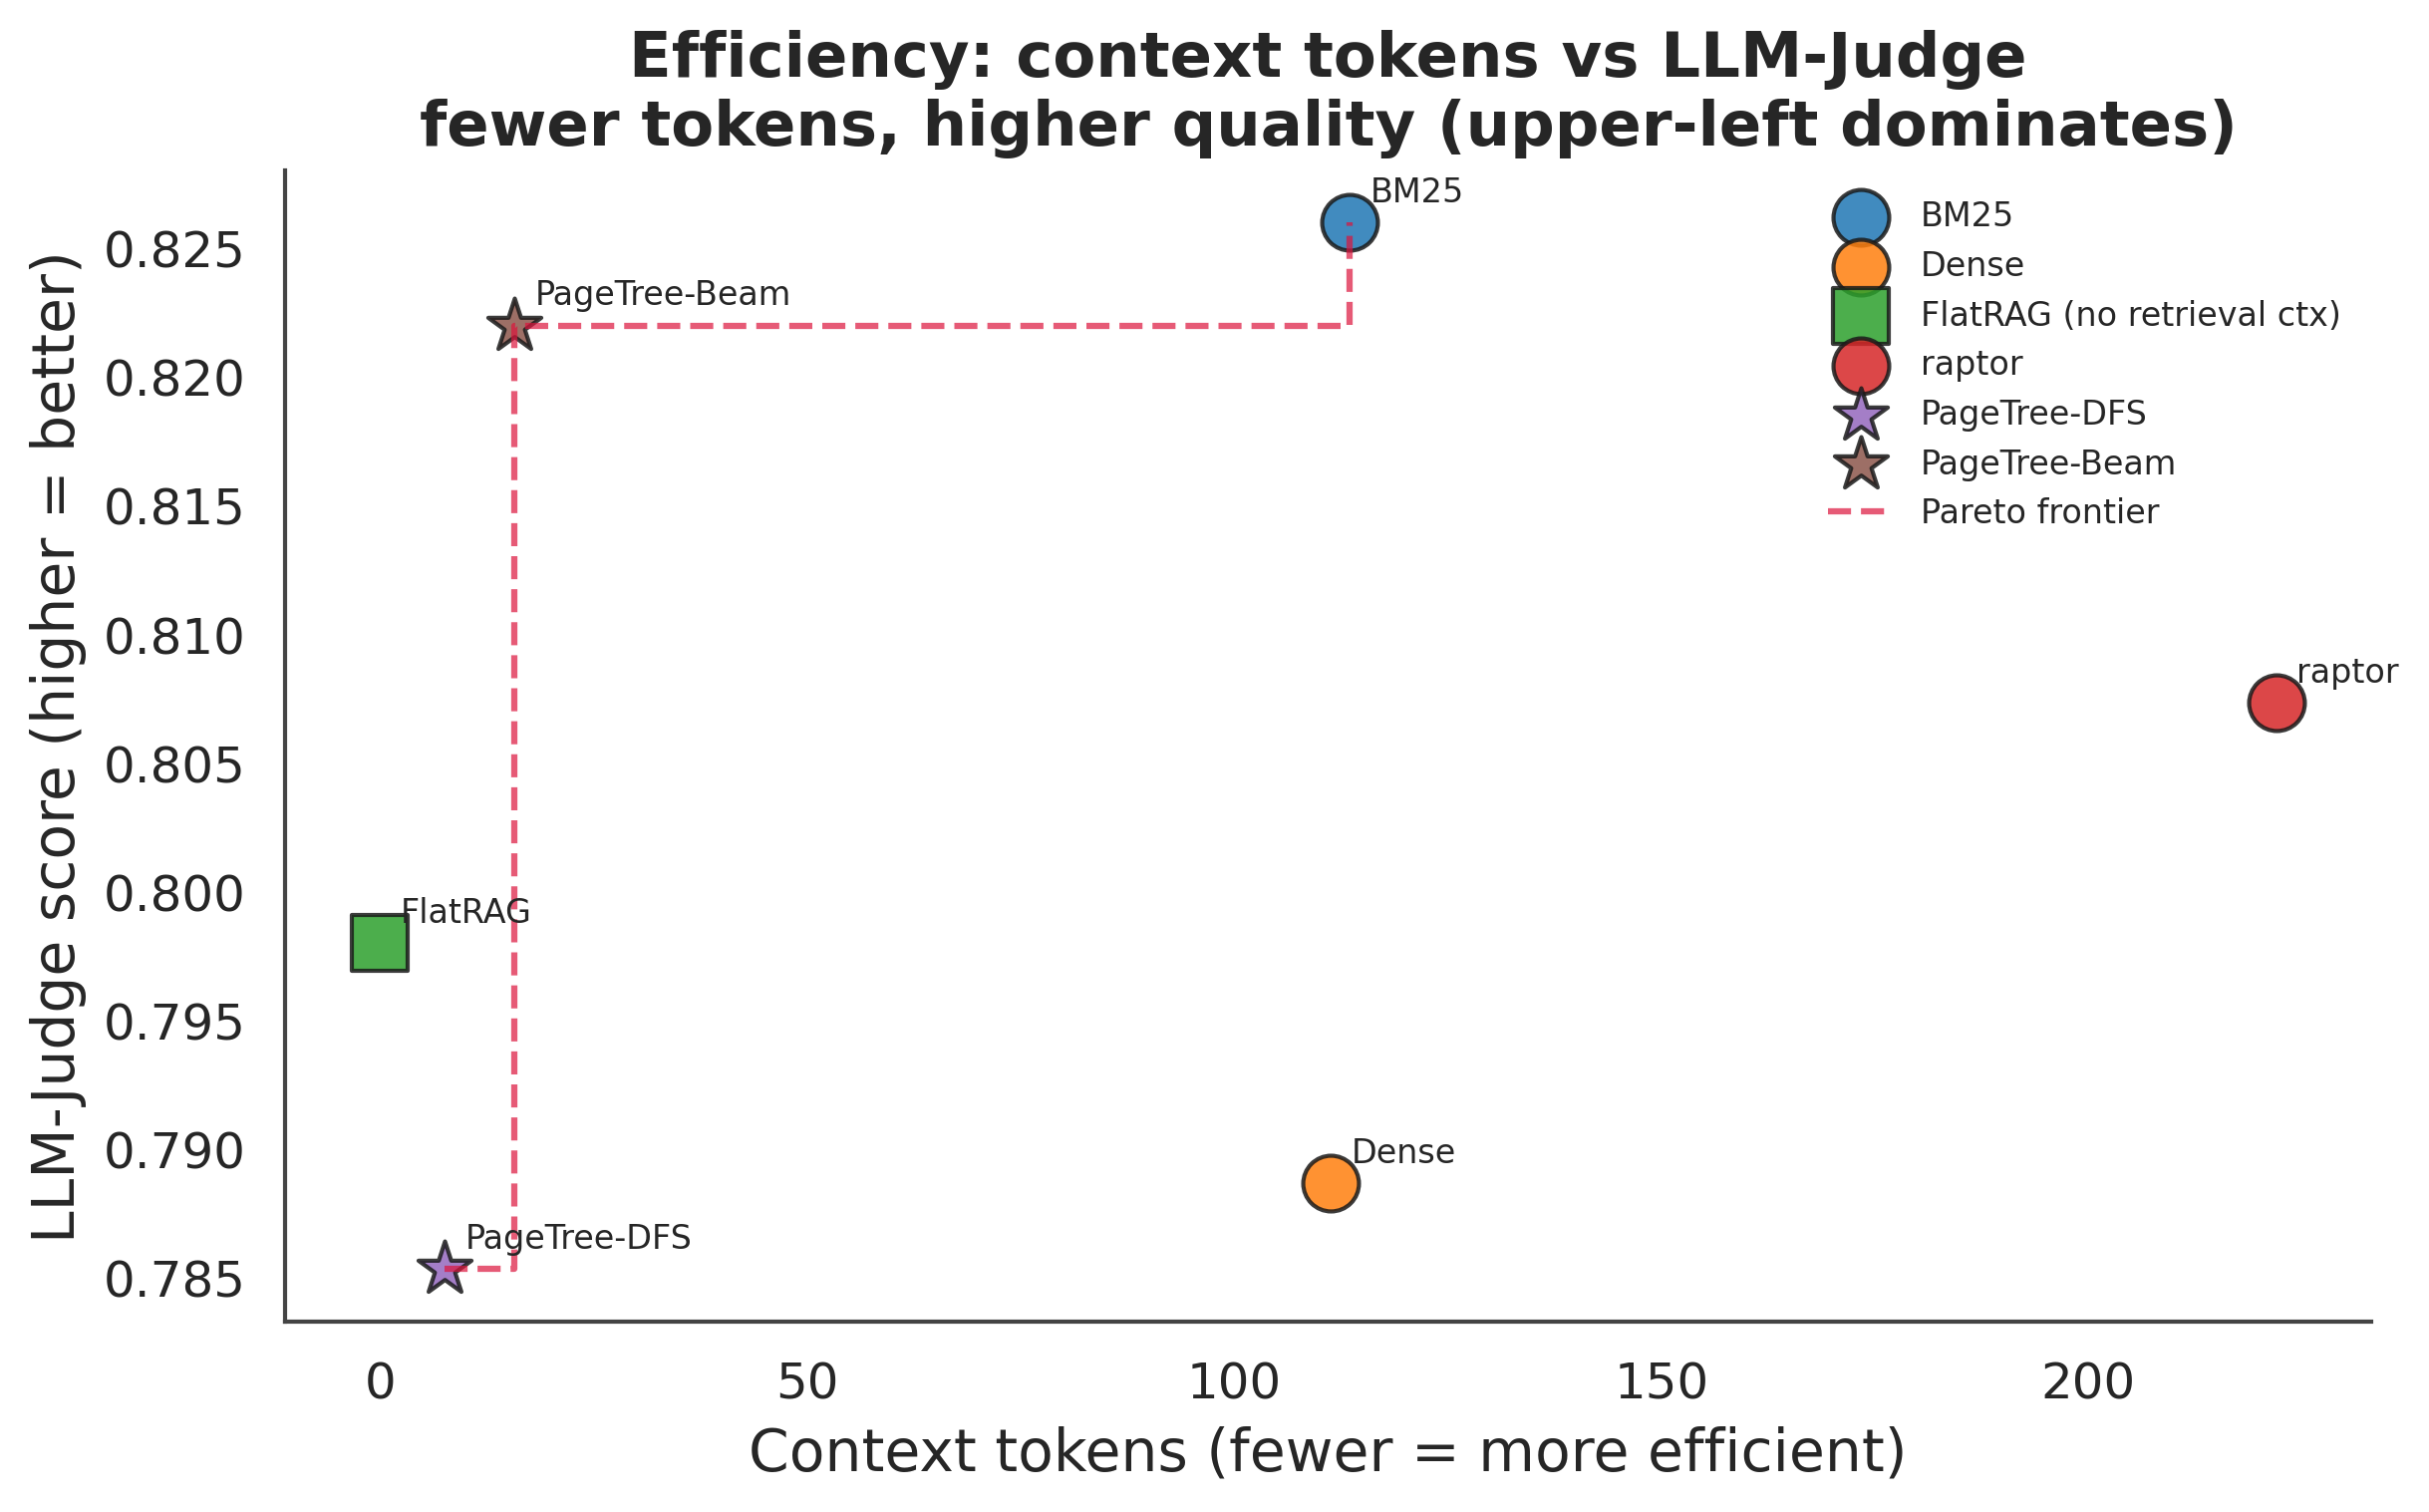 Efficiency: context tokens vs LLM-Judge
fewer tokens, higher quality (upper-left dominates)
LLM-Judge score (higher = better)
0.825
0.820
0.815
0.810
0.805
0.800
0.795
0.790
0.785
BM25
PageTree-Beam
raptor
FlatRAG
Dense
PageTree-DFS
BM25
Dense
FlatRAG (no retrieval ctx)
raptor
PageTree-DFS
PageTree-Beam
Pareto frontier
0
50
100
150
200
Context tokens (fewer = more efficient)